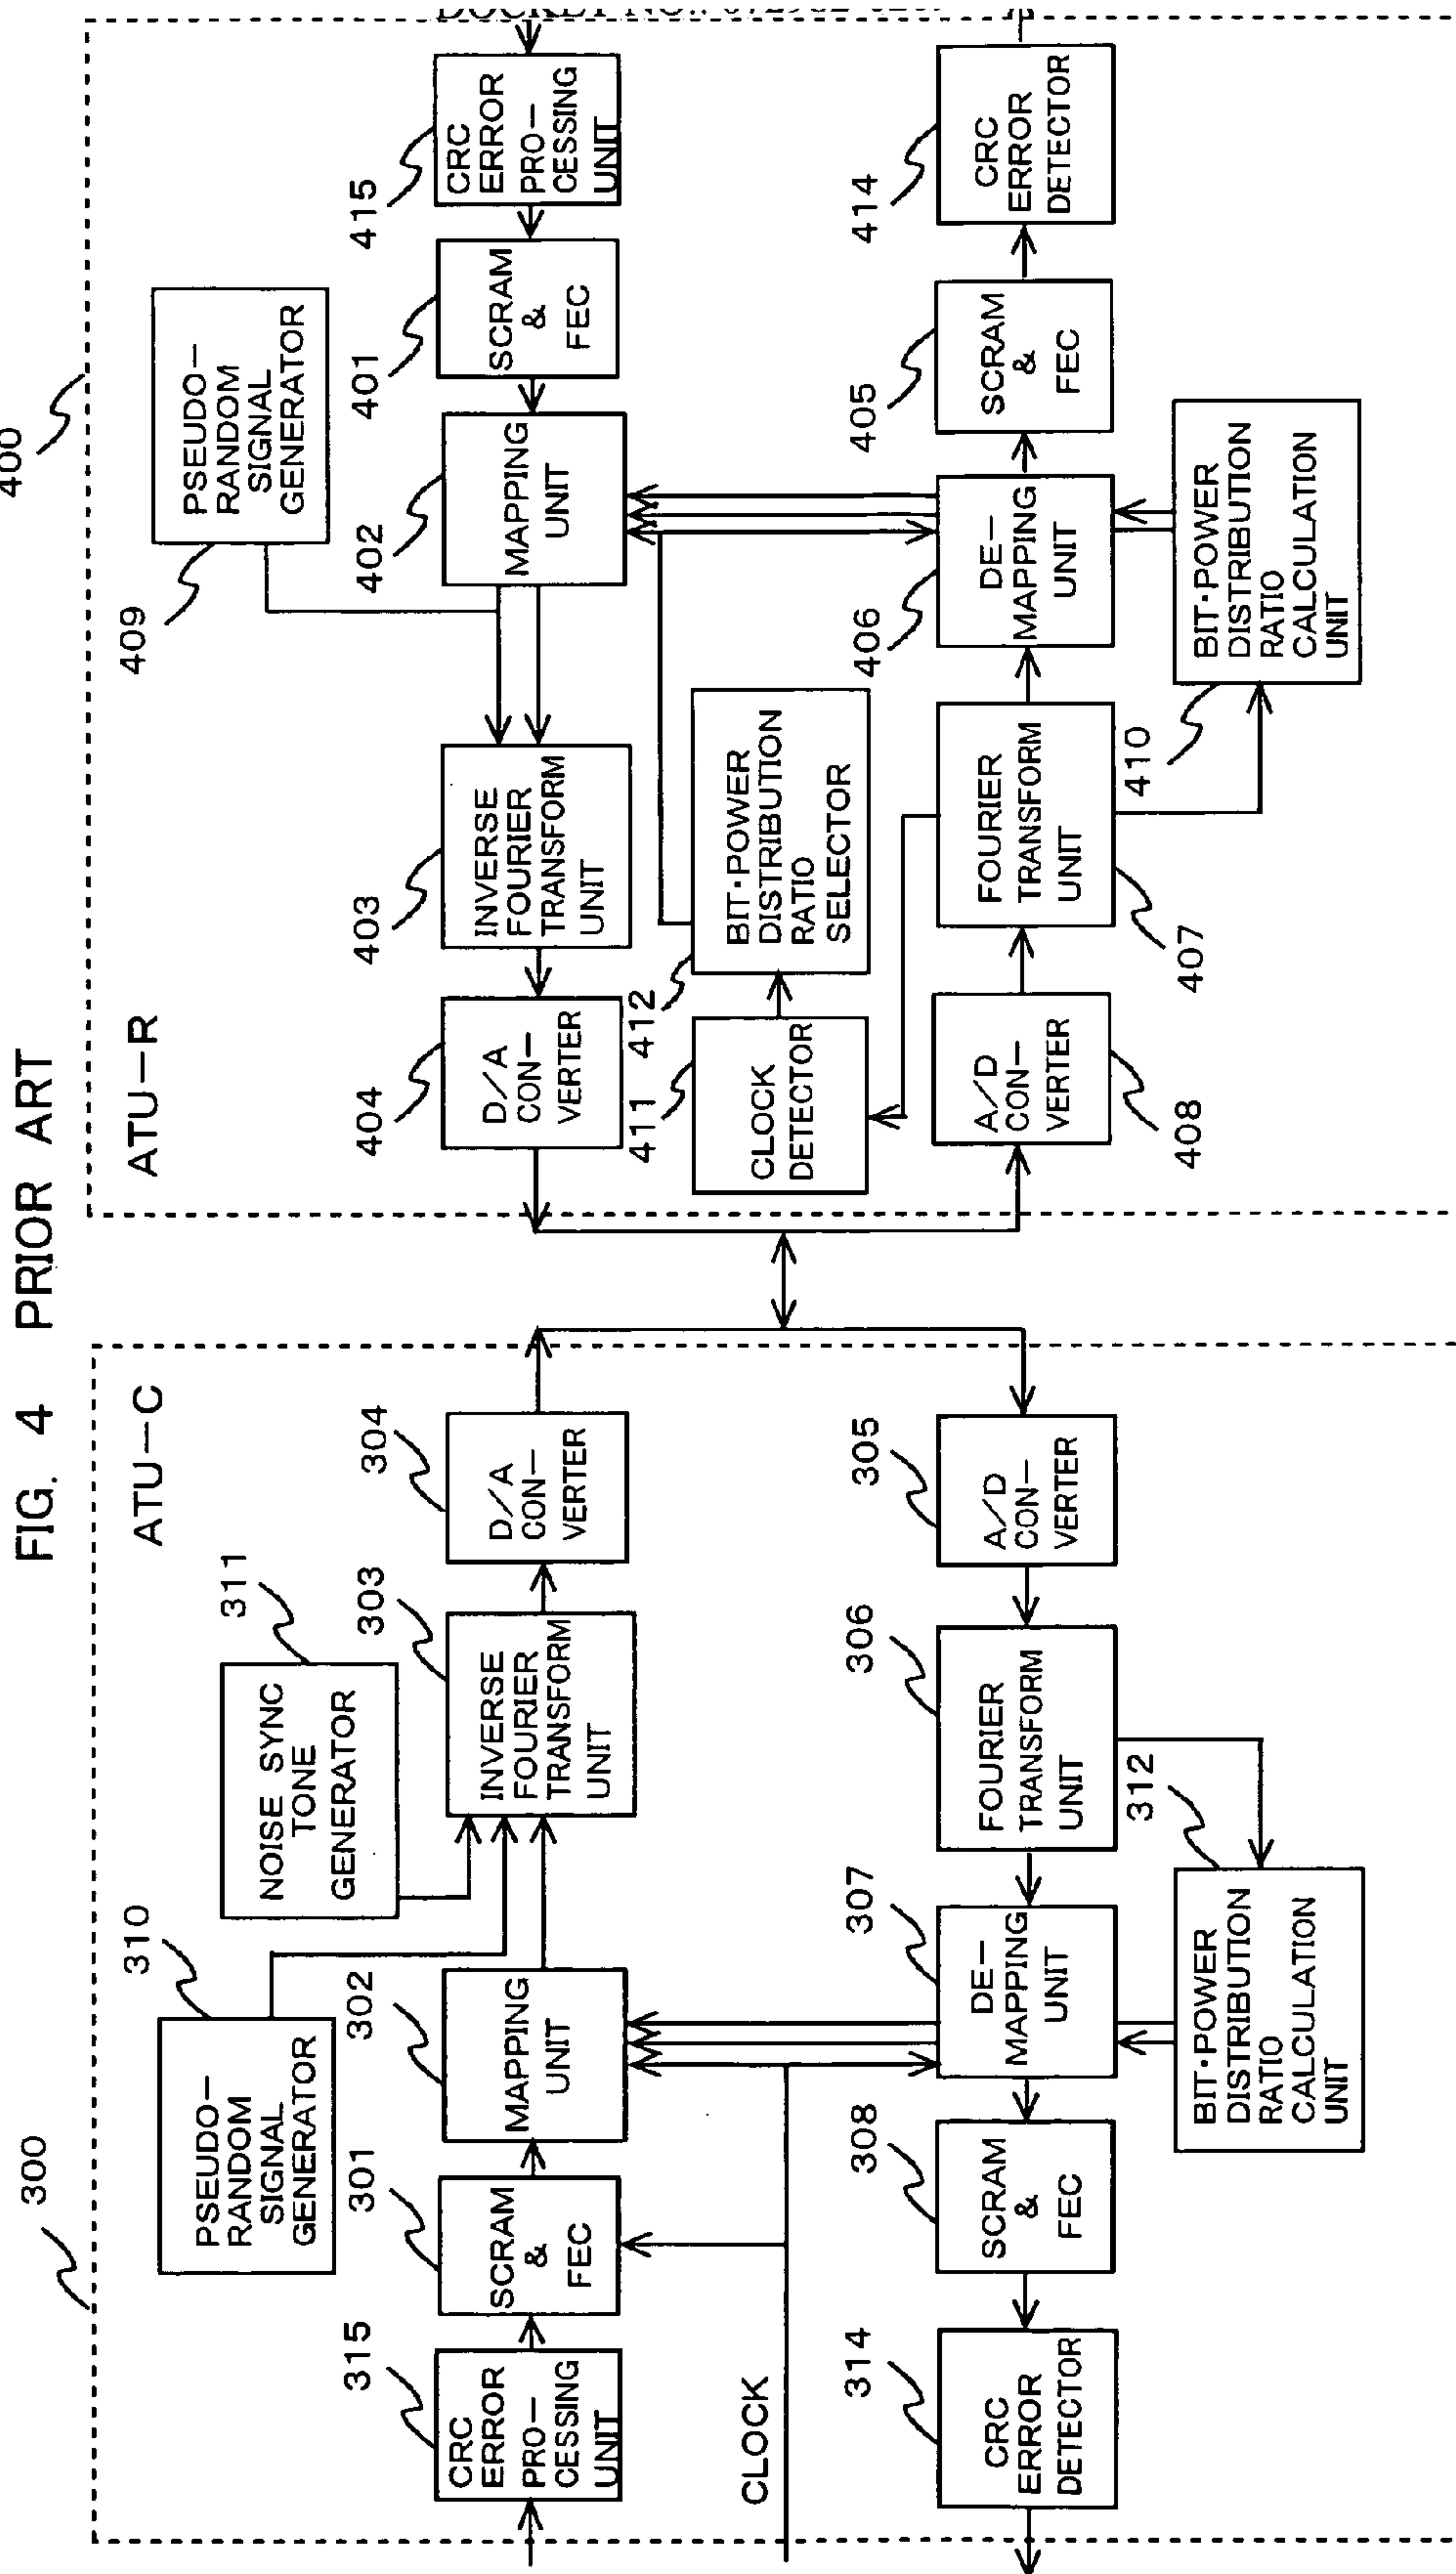 FIG. 4 PRIOR ART
300
ATU-C
310
PSEUDO-
RANDOM
SIGNAL
GENERATOR
311
NOISE SYNC
TONE
GENERATOR
315
CRC
ERROR
PRO-
CESSING
UNIT
301
SCRAM
&
FEC
302
MAPPING
UNIT
303
INVERSE
FOURIER
TRANSFORM
UNIT
304
D/A
CON-
VERTER
CLOCK
314
CRC
ERROR
DETECTOR
308
SCRAM
&
FEC
307
DE-
MAPPING
UNIT
306
FOURIER
TRANSFORM
UNIT
305
A/D
CON-
VERTER
312
BIT·POWER
DISTRIBUTION
RATIO
CALCULATION
UNIT
400
ATU-R
409
PSEUDO-
RANDOM
SIGNAL
GENERATOR
404
D/A
CON-
VERTER
403
INVERSE
FOURIER
TRANSFORM
UNIT
402
MAPPING
UNIT
401
SCRAM
&
FEC
415
CRC
ERROR
PRO-
CESSING
UNIT
411
CLOCK
DETECTOR
412
BIT·POWER
DISTRIBUTION
RATIO
SELECTOR
408
A/D
CON-
VERTER
407
FOURIER
TRANSFORM
UNIT
406
DE-
MAPPING
UNIT
405
SCRAM
&
FEC
414
CRC
ERROR
DETECTOR
410
BIT·POWER
DISTRIBUTION
RATIO
CALCULATION
UNIT
DOCKET NO.: